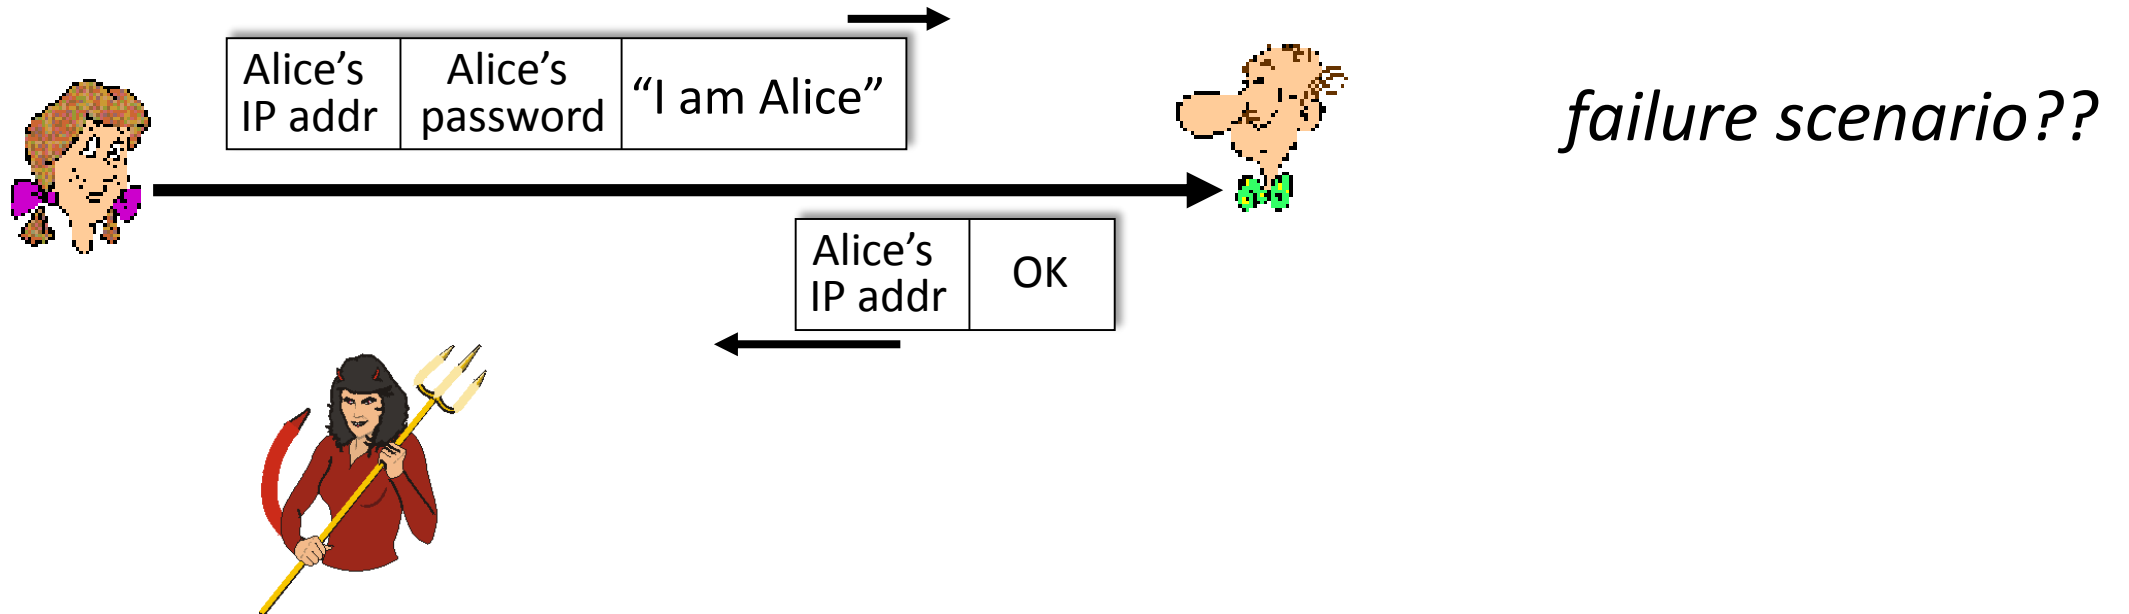 Alice’s
IP addr
Alice’s
password
“I am Alice”
failure scenario??
Alice’s
IP addr
OK